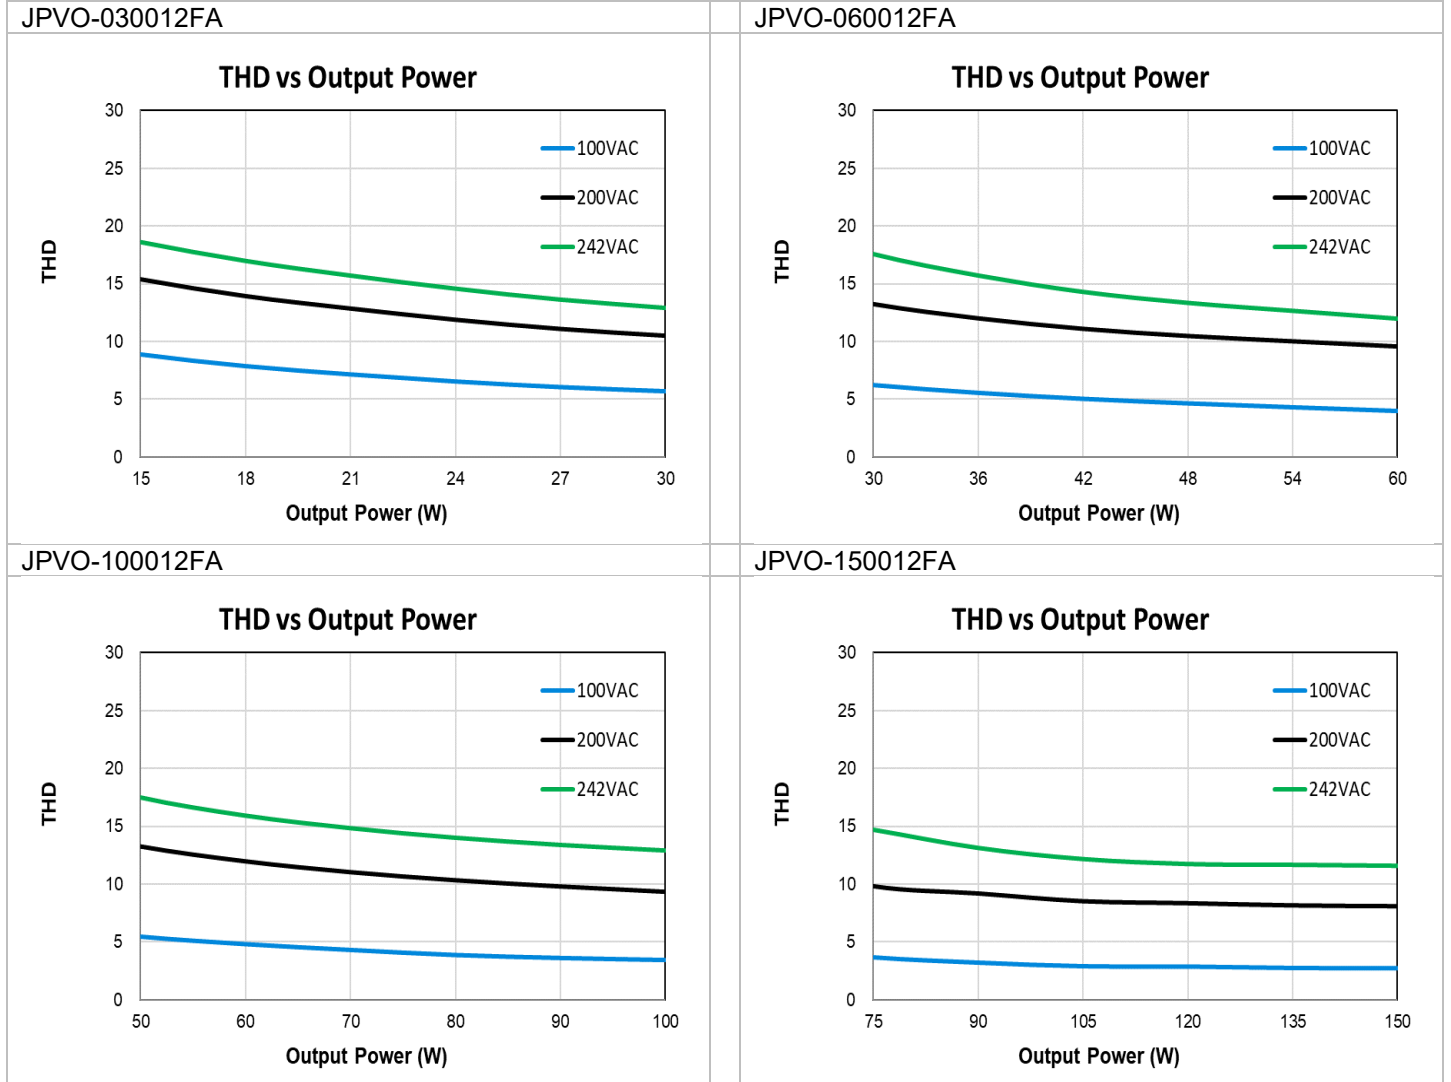 JPVO-030012FA
THD vs Output Power
30
25
20
15
10
5
0
THD
100VAC
200VAC
242VAC
15 18 21 24 27 30
Output Power (W)
JPVO-060012FA
THD vs Output Power
30
25
20
15
10
5
0
THD
100VAC
200VAC
242VAC
30 36 42 48 54 60
Output Power (W)
JPVO-100012FA
THD vs Output Power
30
25
20
15
10
5
0
THD
100VAC
200VAC
242VAC
50 60 70 80 90 100
Output Power (W)
JPVO-150012FA
THD vs Output Power
30
25
20
15
10
5
0
THD
100VAC
200VAC
242VAC
75 90 105 120 135 150
Output Power (W)